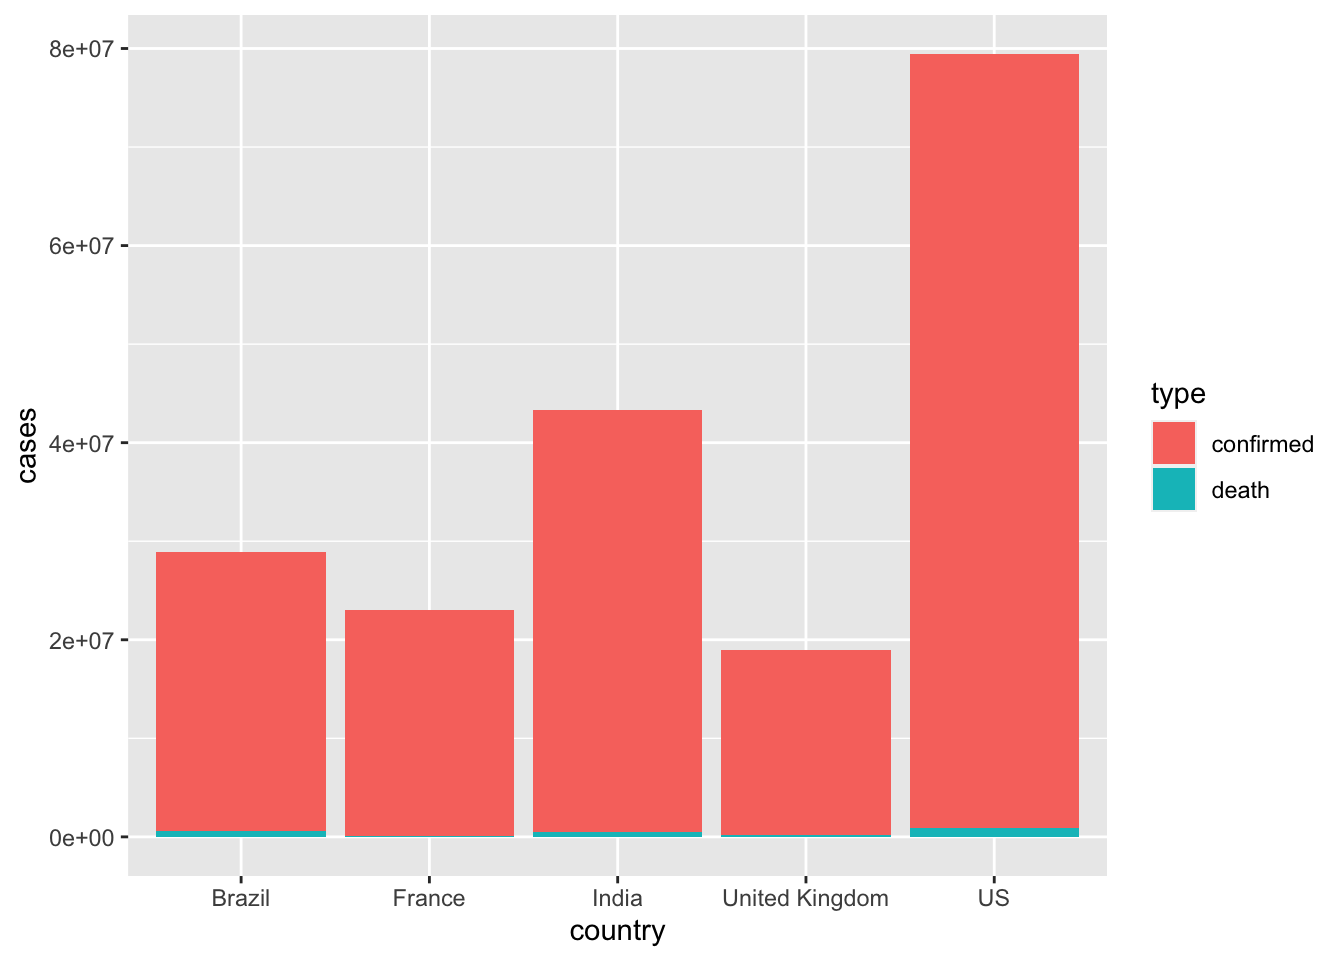 8e+07
6e+07
4e+07
2e+07
0e+00
cases
Brazil
France
India
United Kingdom
US
country
type
confirmed
death